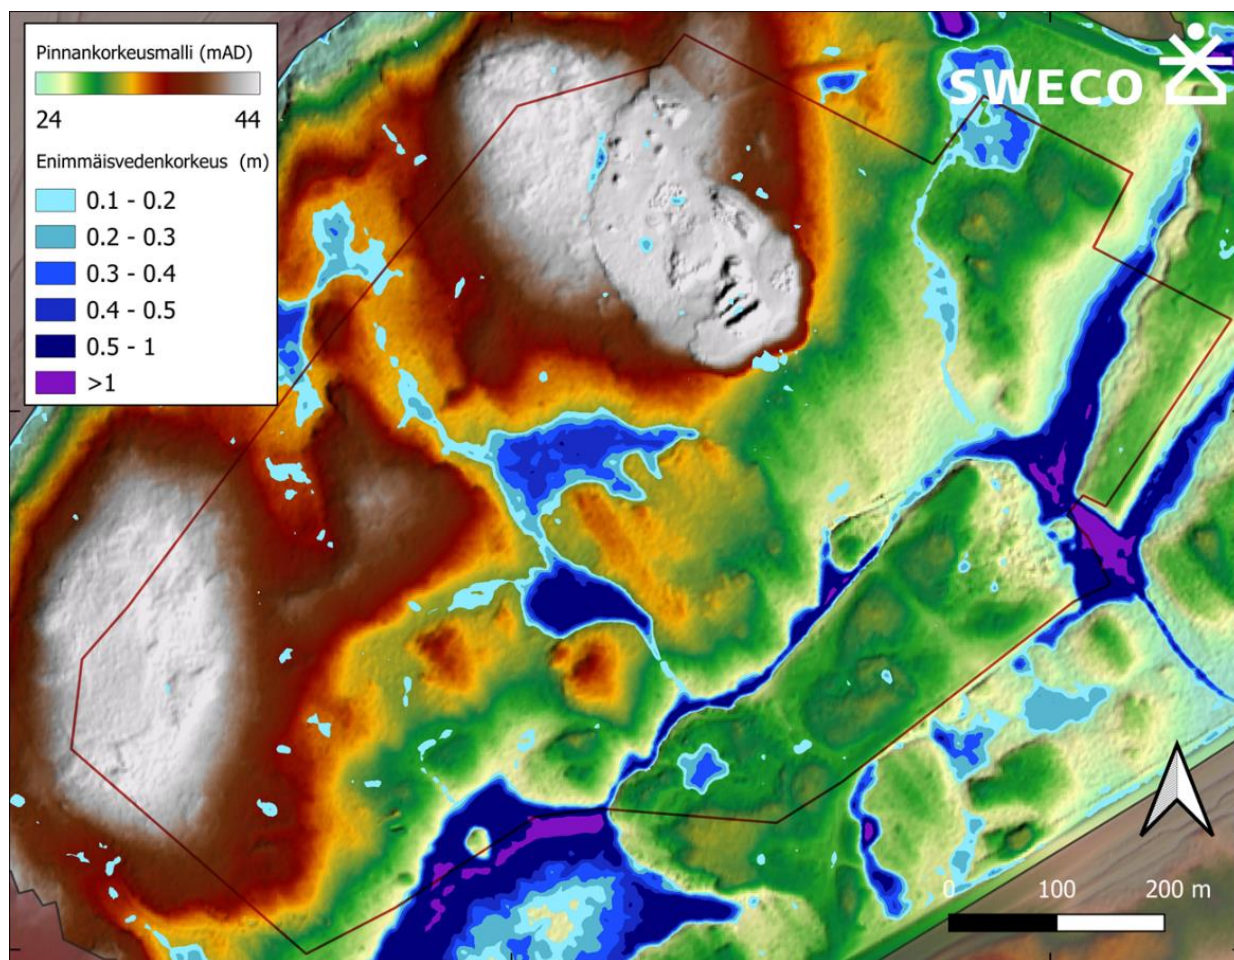 Pinnankorkeusmalli (mAD)
24 44
Enimmäisvedenkorkeus (m)
0.1 - 0.2
0.2 - 0.3
0.3 - 0.4
0.4 - 0.5
0.5 - 1
>1
SWECO
0 100 200 m